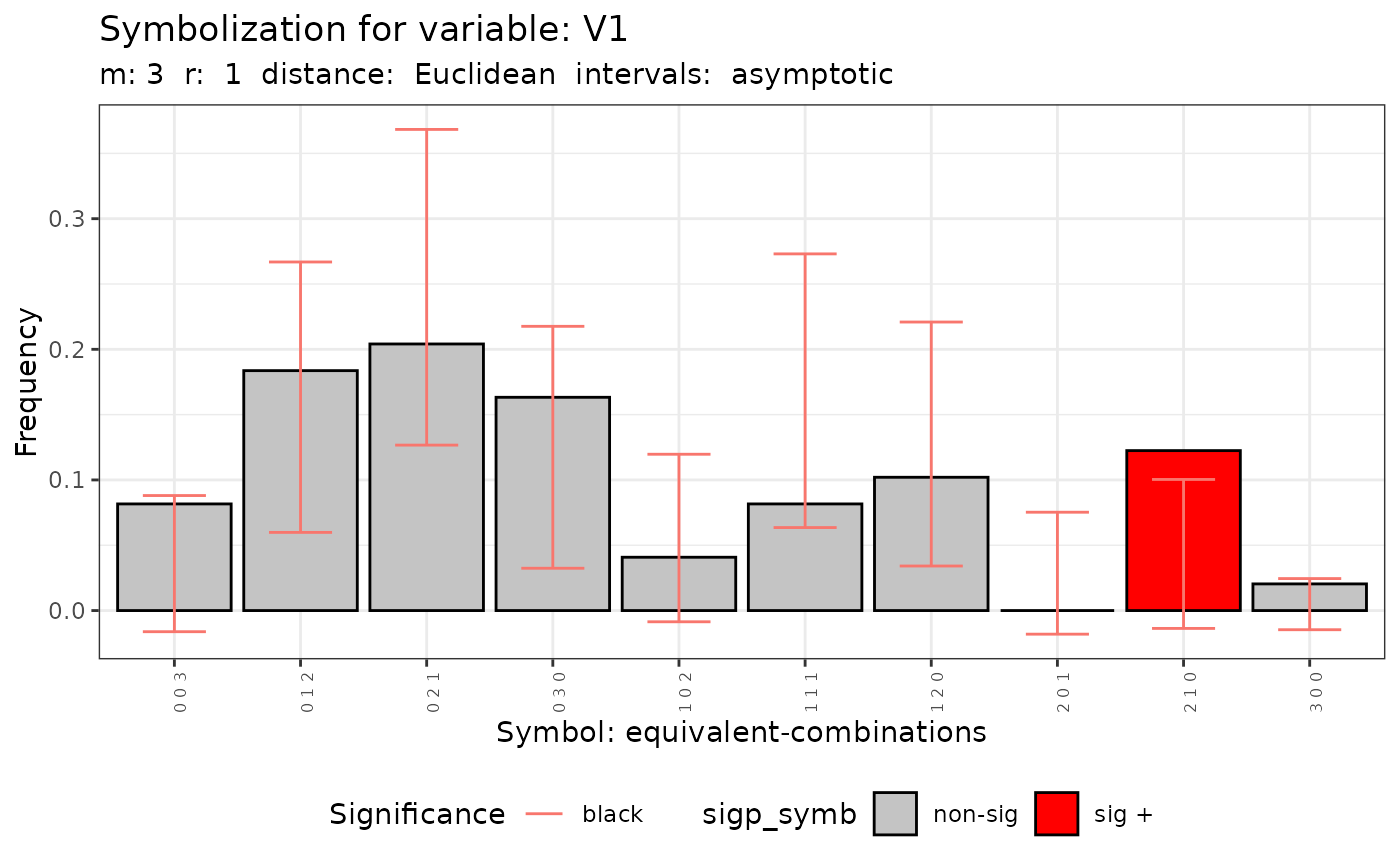 Symbolization for variable: V1
m: 3 r: 1 distance: Euclidean intervals: asymptotic
Frequency
0.3
0.2
0.1
0.0
0 0 3
0 1 2
0 2 1
0 3 0
1 0 2
1 1 1
1 2 0
2 0 1
2 1 0
3 0 0
Symbol: equivalent-combinations
Significance black sigp_symb non-sig sig +